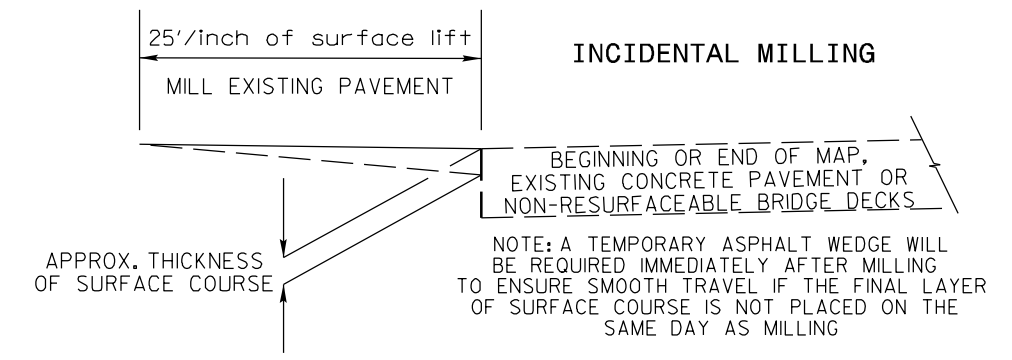 25'/inch of surface lift
INCIDENTAL MILLING
MILL EXISTING PAVEMENT
BEGINNING OR END OF MAP,
EXISTING CONCRETE PAVEMENT OR
NON-RESURFACEABLE BRIDGE DECKS
APPROX. THICKNESS
OF SURFACE COURSE
NOTE: A TEMPORARY ASPHALT WEDGE WILL
BE REQUIRED IMMEDIATELY AFTER MILLING
TO ENSURE SMOOTH TRAVEL IF THE FINAL LAYER
OF SURFACE COURSE IS NOT PLACED ON THE
SAME DAY AS MILLING